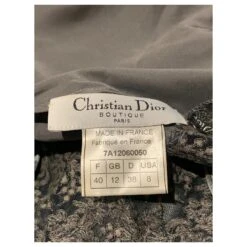 Christian Dior
BOUTIQUE
PARIS
MADE IN FRANCE
Fabriqué en France
7A12060050
F GB D USA
40 12 38 8